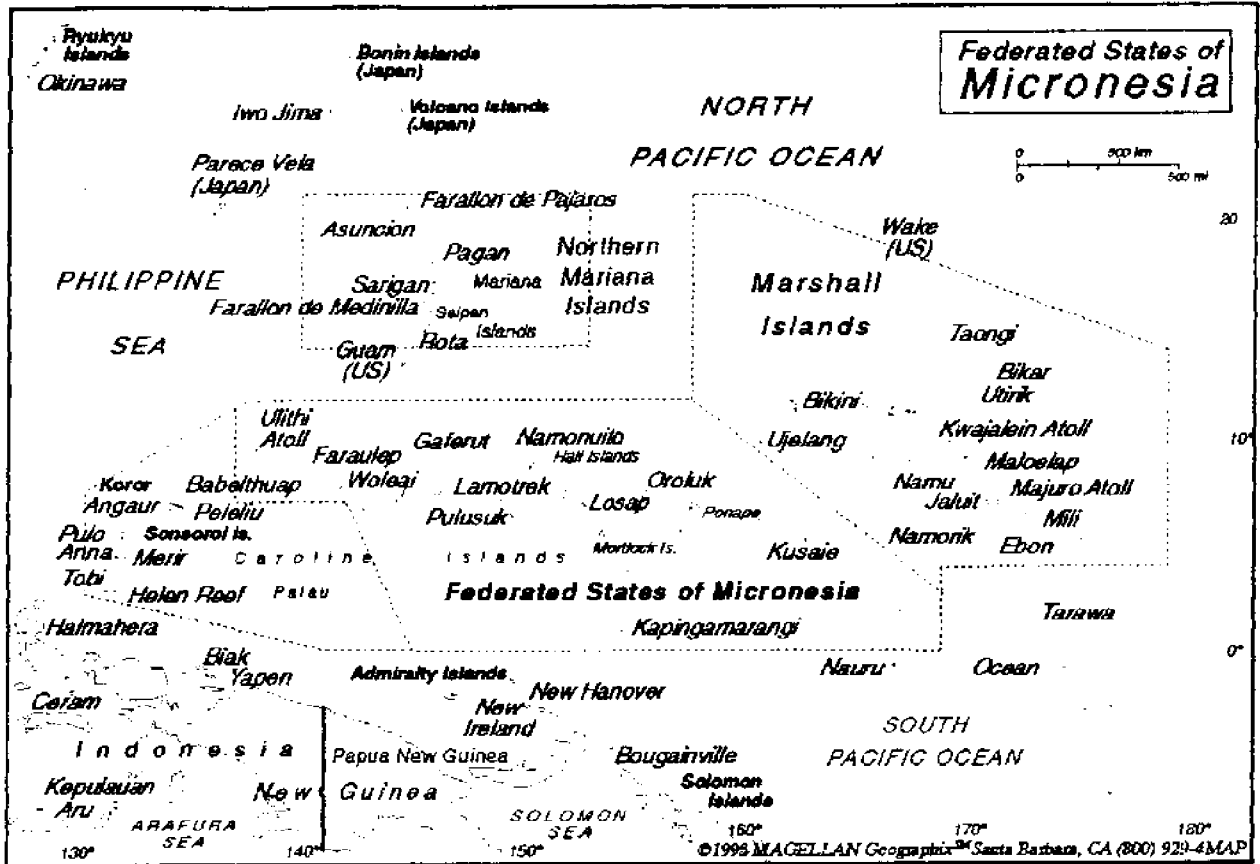 Ryukyu
Islands
Okinawa
Bonin Islands
(Japan)
Iwo Jima
Volcano Islands
(Japan)
NORTH
PACIFIC OCEAN
Federated States of
Micronesia
0 500 km
0 500 mi
Parece Vela
(Japan)
Farallon de Pajaros
Asuncion
Pagan
Northern
Mariana
Islands
Sarigan
Mariana
Islands
Farallon de Medinilla
Saipan
Rota
Guam
(US)
PHILIPPINE
SEA
Wake
(US)
20
Marshall
Islands
Taongi
Bikar
Utirik
Bikini
Ujelang
Kwajalein Atoll
10°
Maloelap
Namu
Jaluit
Majuro Atoll
Mili
Namorik
Ebon
Ulithi
Atoll
Faraulep
Gaferut
Namonuito
Hall Islands
Woleai
Lamotrek
Oroluk
Losap
Ponape
Pulusuk
Mortlock Is.
Kusaie
Koror
Babelthuap
Angaur
Peleliu
Pulo
Anna
Sonsorol Is.
Merir
Tobi
Helen Reef
Palau
Caroline Islands
Federated States of Micronesia
Kapingamarangi
Tarawa
0°
Halmahera
Biak
Yapen
Admiralty Islands
New Hanover
New
Ireland
Nauru
Ocean
Ceram
Indonesia
Papua New Guinea
Bougainville
SOUTH
PACIFIC OCEAN
Kepulauan
Aru
New Guinea
Solomon
Islands
ARAFURA
SEA
SOLOMON
SEA
130° 140° 150° 160° 170° 180°
©1993 MAGELLAN Geographix℠ Santa Barbara, CA (800) 929-4MAP